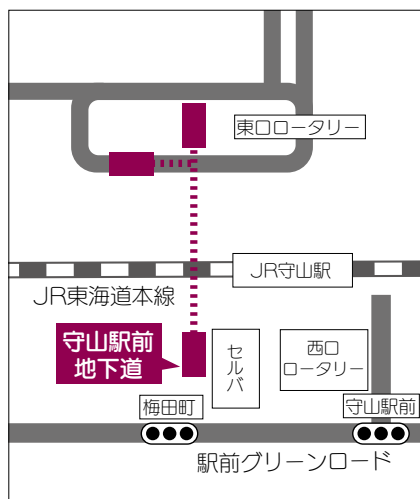 東口ロータリー
JR守山駅
JR東海道本線
守山駅前
地下道
セルバ
西口
ロータリー
梅田町
守山駅前
駅前グリーンロード